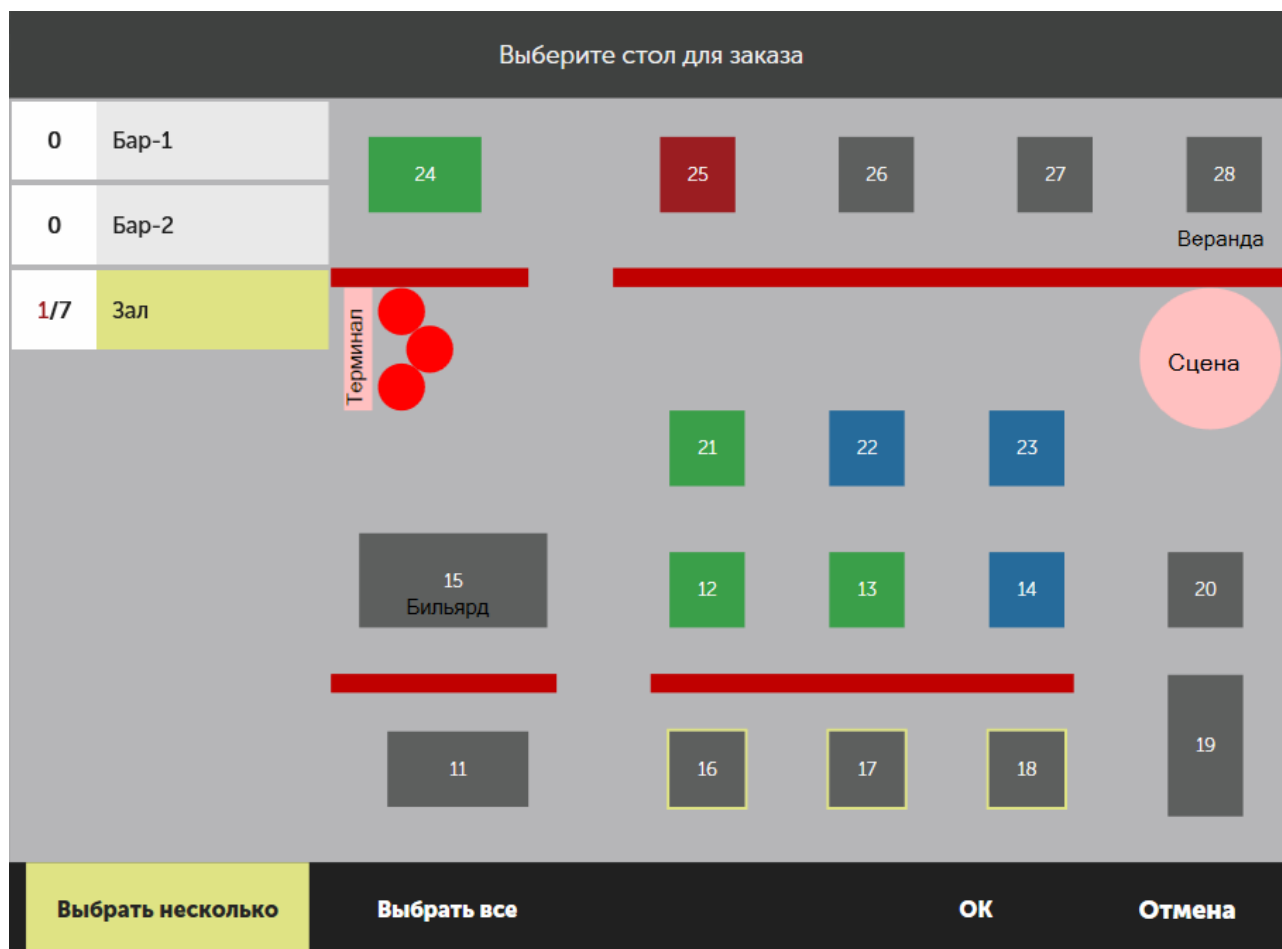 Выберите стол для заказа
0 Бар-1
0 Бар-2
1/7 Зал
24 25 26 27 28
Веранда
Терминал
Сцена
21 22 23
15 12 13 14 20
Бильярд
11 16 17 18 19
Выбрать несколько Выбрать все ОК Отмена